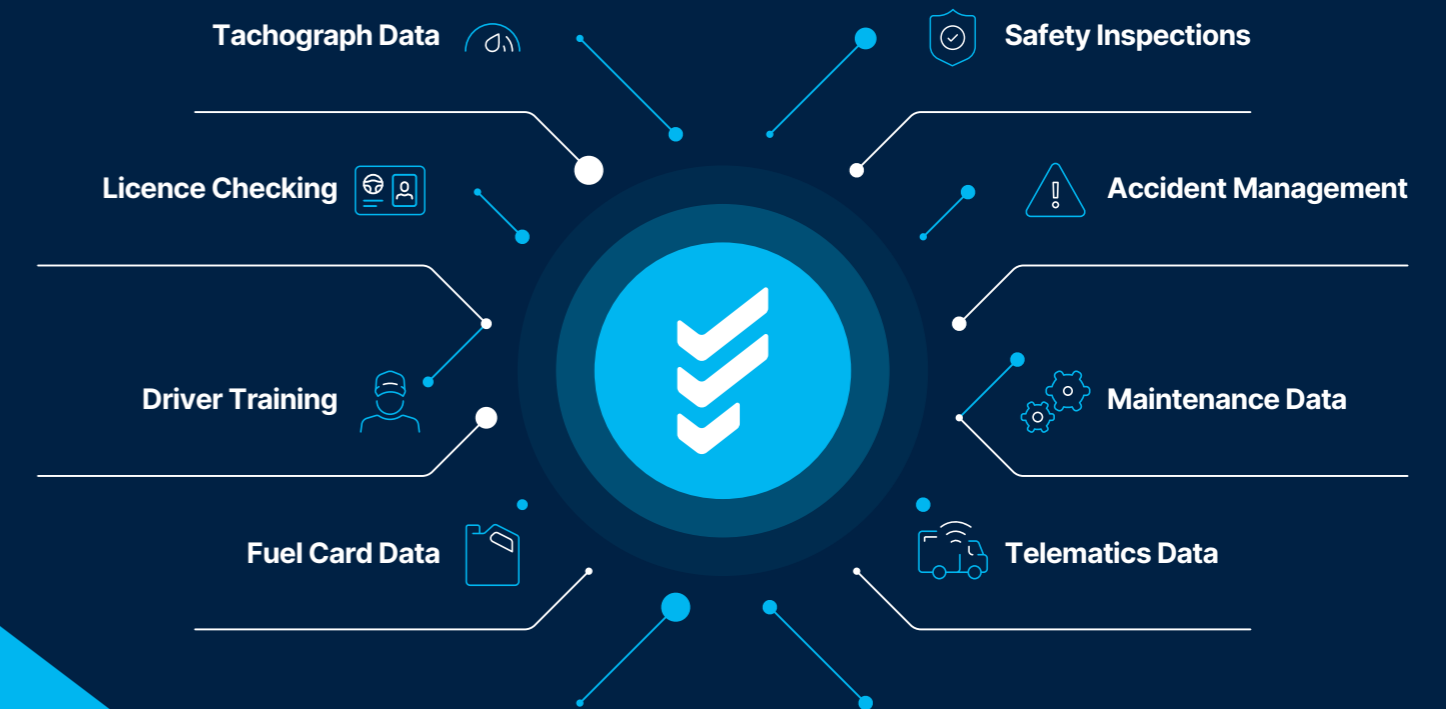 Tachograph Data
Safety Inspections
Licence Checking
Accident Management
Driver Training
Maintenance Data
Fuel Card Data
Telematics Data